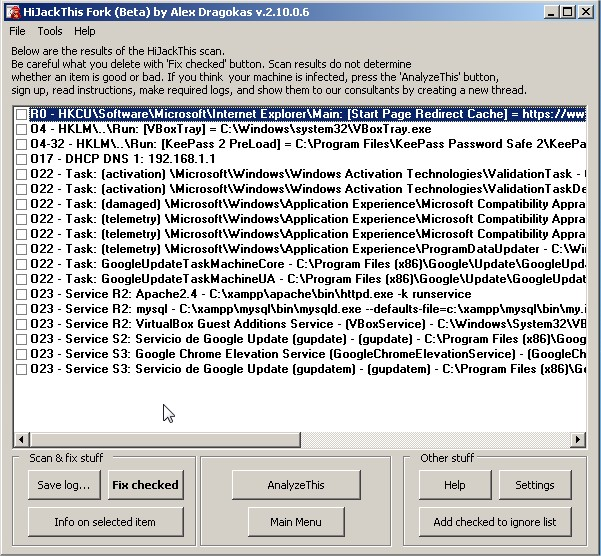 HiJackThis Fork (Beta) by Alex Dragokas v.2.10.0.6
File Tools Help
Below are the results of the HiJackThis scan.
Be careful what you delete with 'Fix checked' button. Scan results do not determine
whether an item is good or bad. If you think your machine is infected, press the 'AnalyzeThis' button,
sign up, read instructions, make required logs, and show them to our consultants by creating a new thread.
R0 - HKCU\Software\Microsoft\Internet Explorer\Main: [Start Page Redirect Cache] = https://ww
O4 - HKLM\..\Run: [VBoxTray] = C:\Windows\system32\VBoxTray.exe
O4-32 - HKLM\..\Run: [KeePass 2 PreLoad] = C:\Program Files\KeePass Password Safe 2\KeePa
O17 - DHCP DNS 1: 192.168.1.1
O22 - Task: (activation) \Microsoft\Windows\Windows Activation Technologies\ValidationTask - C
O22 - Task: (activation) \Microsoft\Windows\Windows Activation Technologies\ValidationTaskDe
O22 - Task: (damaged) \Microsoft\Windows\Application Experience\Microsoft Compatibility Appra
O22 - Task: (telemetry) \Microsoft\Windows\Application Experience\Microsoft Compatibility Appra
O22 - Task: (telemetry) \Microsoft\Windows\Application Experience\Microsoft Compatibility Appra
O22 - Task: (telemetry) \Microsoft\Windows\Application Experience\ProgramDataUpdater - C:\Wi
O22 - Task: GoogleUpdateTaskMachineCore - C:\Program Files (x86)\Google\Update\GoogleUpd
O22 - Task: GoogleUpdateTaskMachineUA - C:\Program Files (x86)\Google\Update\GoogleUpdat
O23 - Service R2: Apache2.4 - C:\xampp\apache\bin\httpd.exe -k runservice
O23 - Service R2: mysql - C:\xampp\mysql\bin\mysqld.exe --defaults-file=c:\xampp\mysql\bin\my.i
O23 - Service R2: VirtualBox Guest Additions Service - (VBoxService) - C:\Windows\System32\VB
O23 - Service S2: Servicio de Google Update (gupdate) - (gupdate) - C:\Program Files (x86)\Goog
O23 - Service S3: Google Chrome Elevation Service (GoogleChromeElevationService) - (GoogleCh
O23 - Service S3: Servicio de Google Update (gupdatem) - (gupdatem) - C:\Program Files (x86)\Go
Scan & fix stuff
Other stuff
Save log... Fix checked AnalyzeThis Help Settings
Info on selected item Main Menu Add checked to ignore list